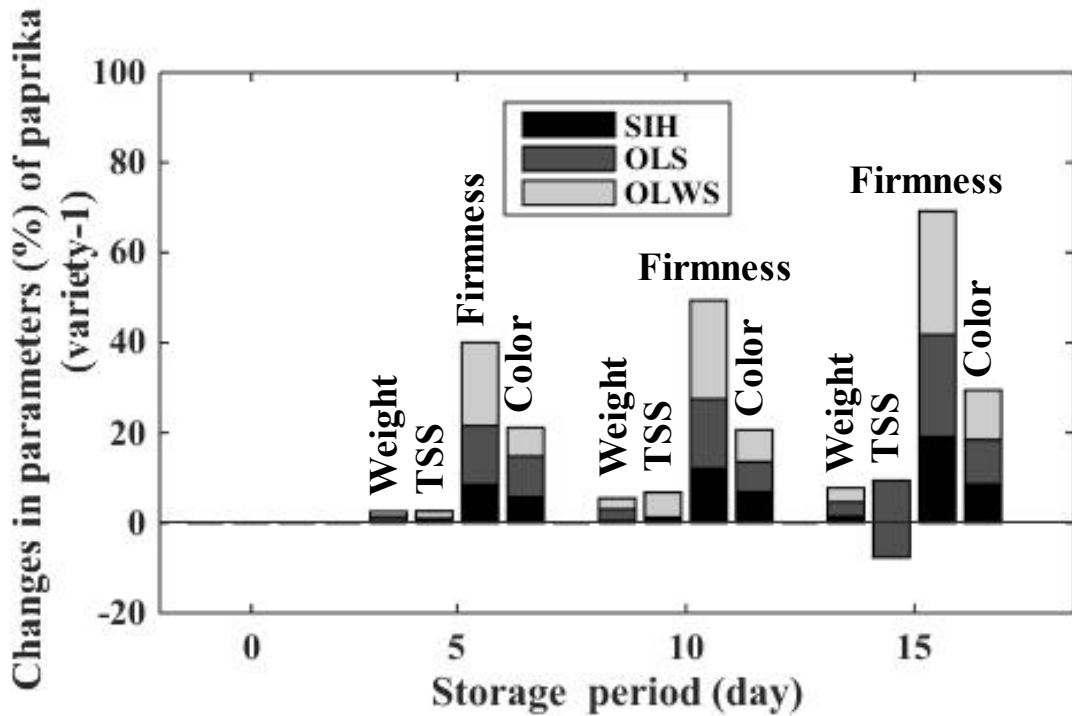 Changes in parameters (%) of paprika
(variety-1)
100
80
60
40
20
0
-20
SIH
OLS
OLWS
Weight
TSS
Firmness
Color
Weight
TSS
Firmness
Color
Weight
TSS
Firmness
Color
0
5
10
15
Storage period (day)